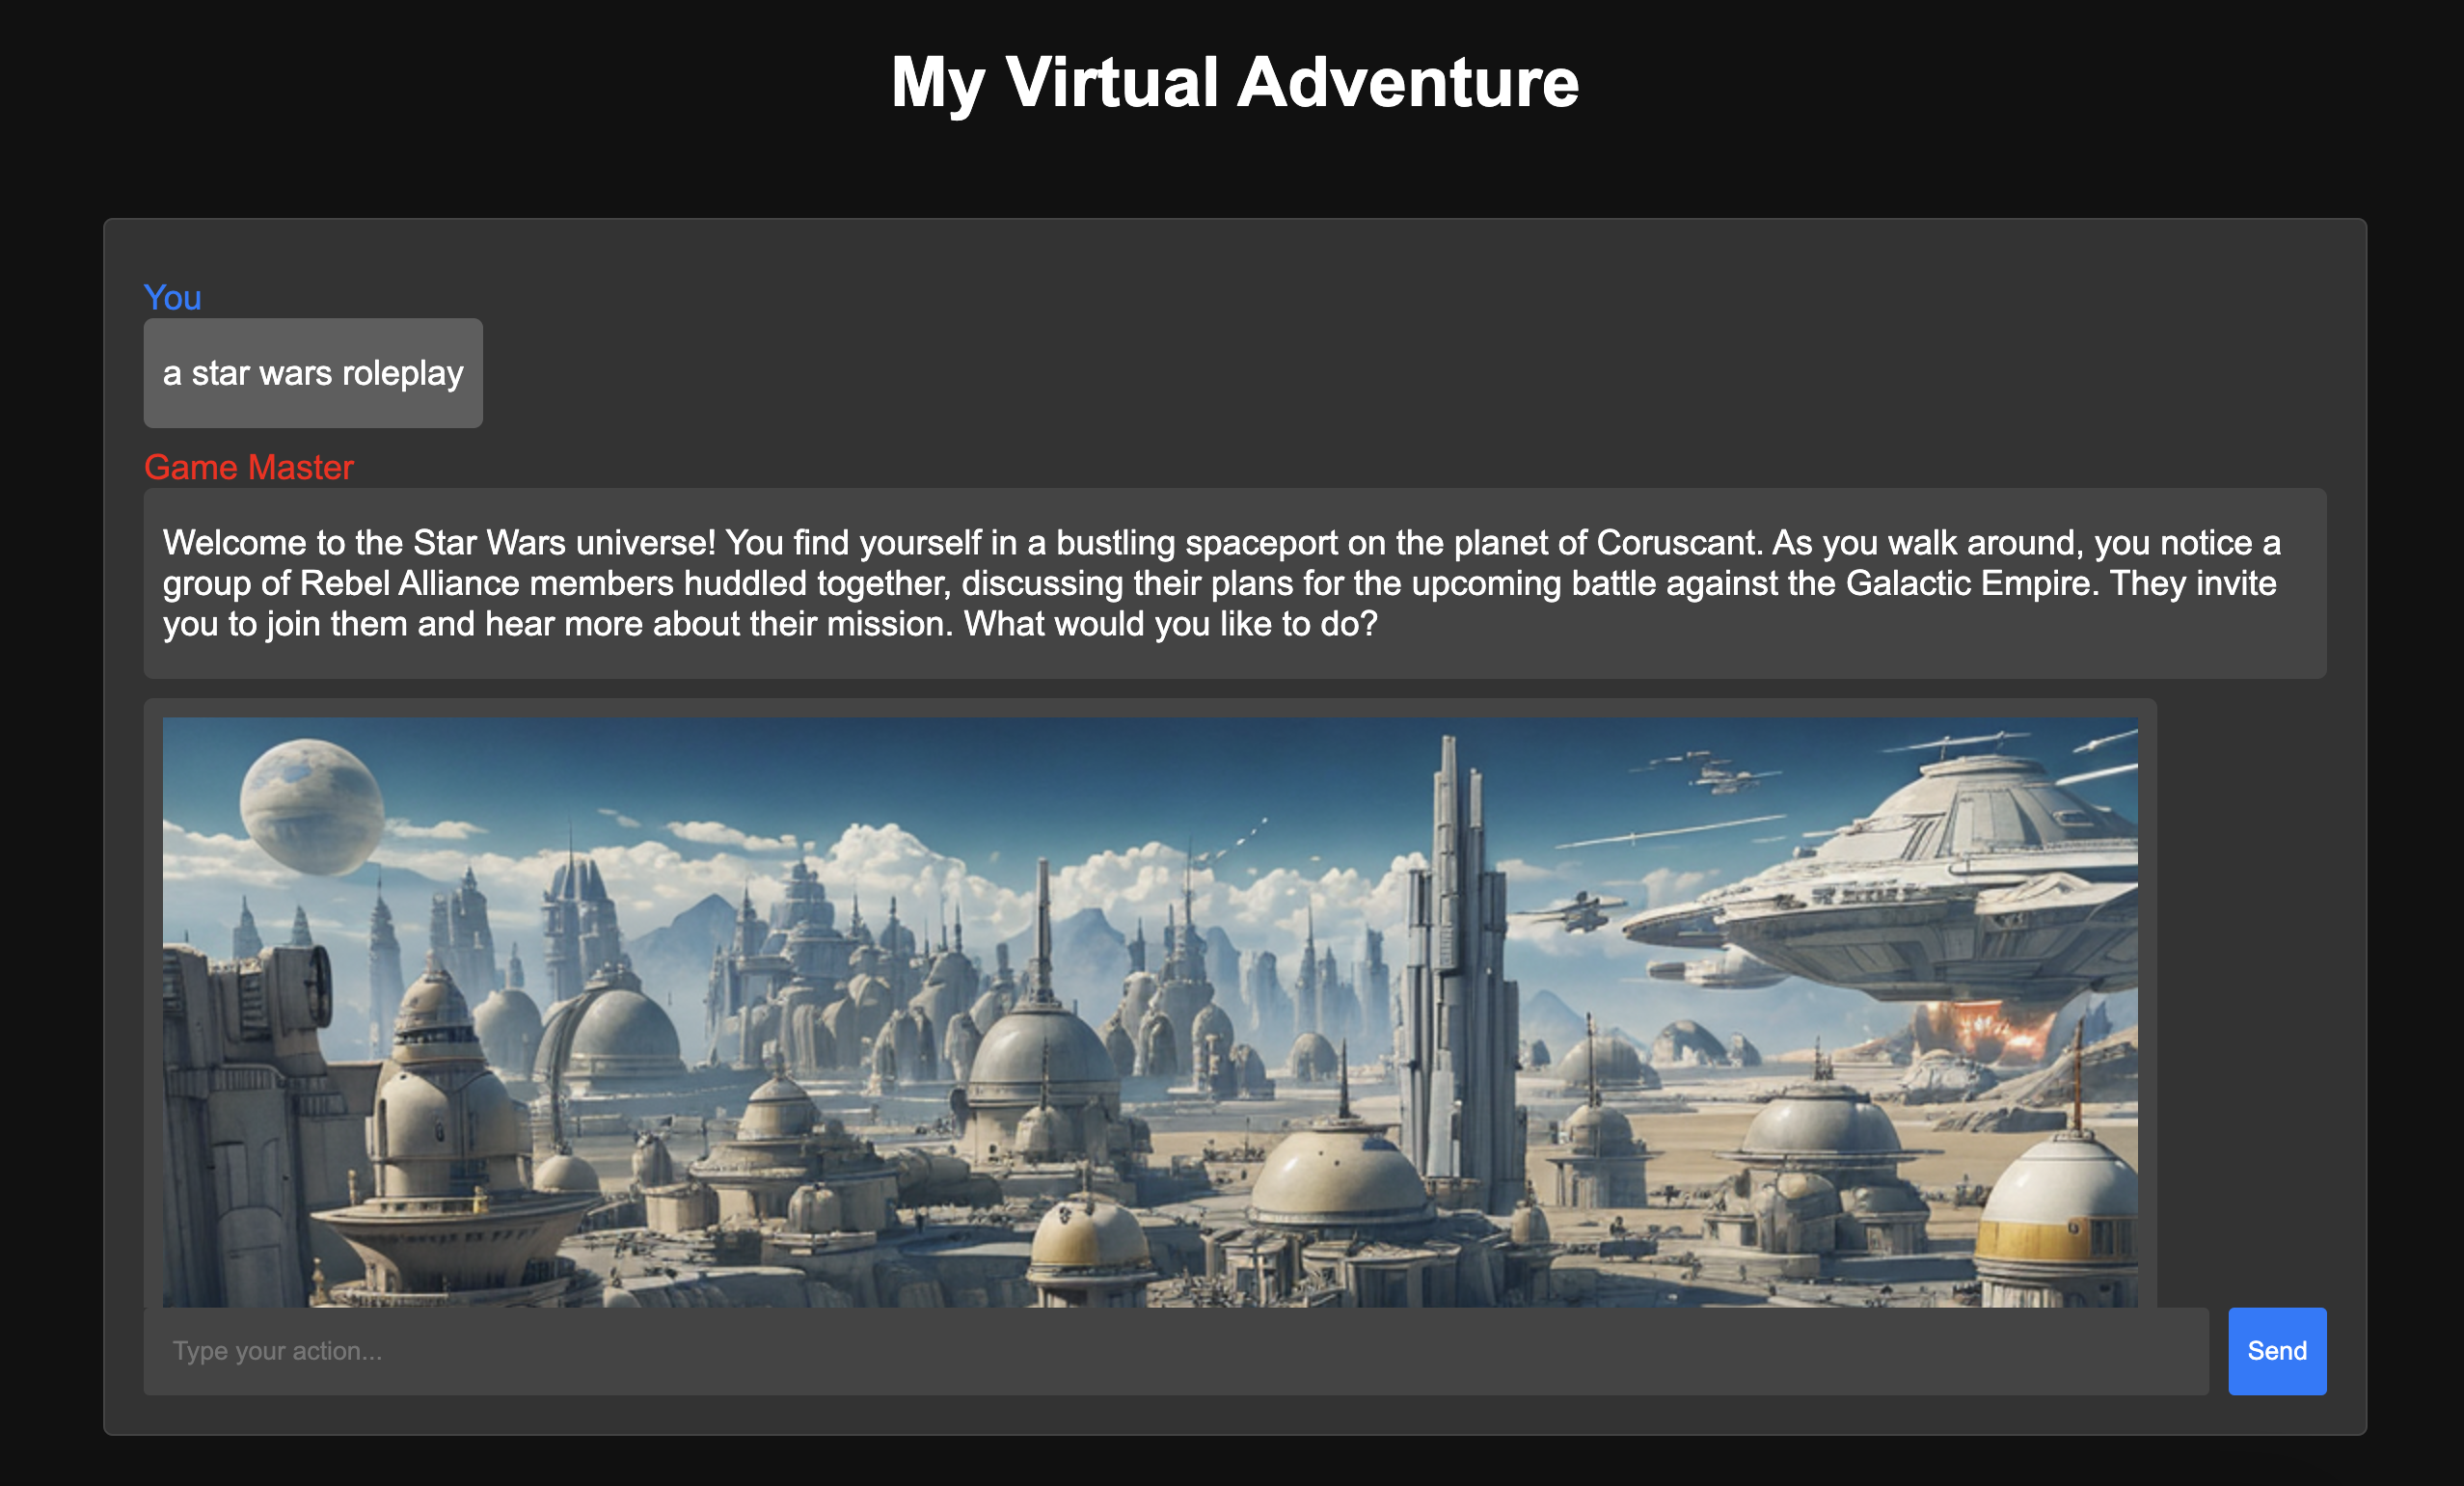 My Virtual Adventure
You
a star wars roleplay
Game Master
Welcome to the Star Wars universe! You find yourself in a bustling spaceport on the planet of Coruscant. As you walk around, you notice a
group of Rebel Alliance members huddled together, discussing their plans for the upcoming battle against the Galactic Empire. They invite
you to join them and hear more about their mission. What would you like to do?
Type your action...
Send